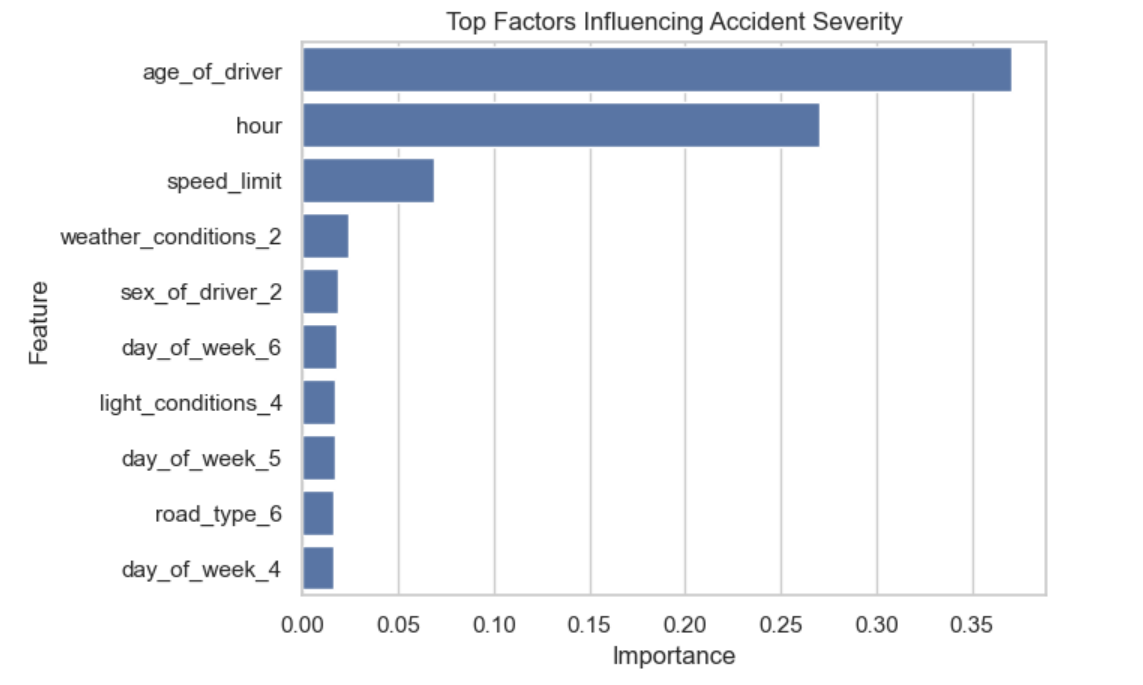 Top Factors Influencing Accident Severity
age_of_driver
hour
speed_limit
weather_conditions_2
sex_of_driver_2
day_of_week_6
light_conditions_4
day_of_week_5
road_type_6
day_of_week_4
Feature
0.00 0.05 0.10 0.15 0.20 0.25 0.30 0.35
Importance